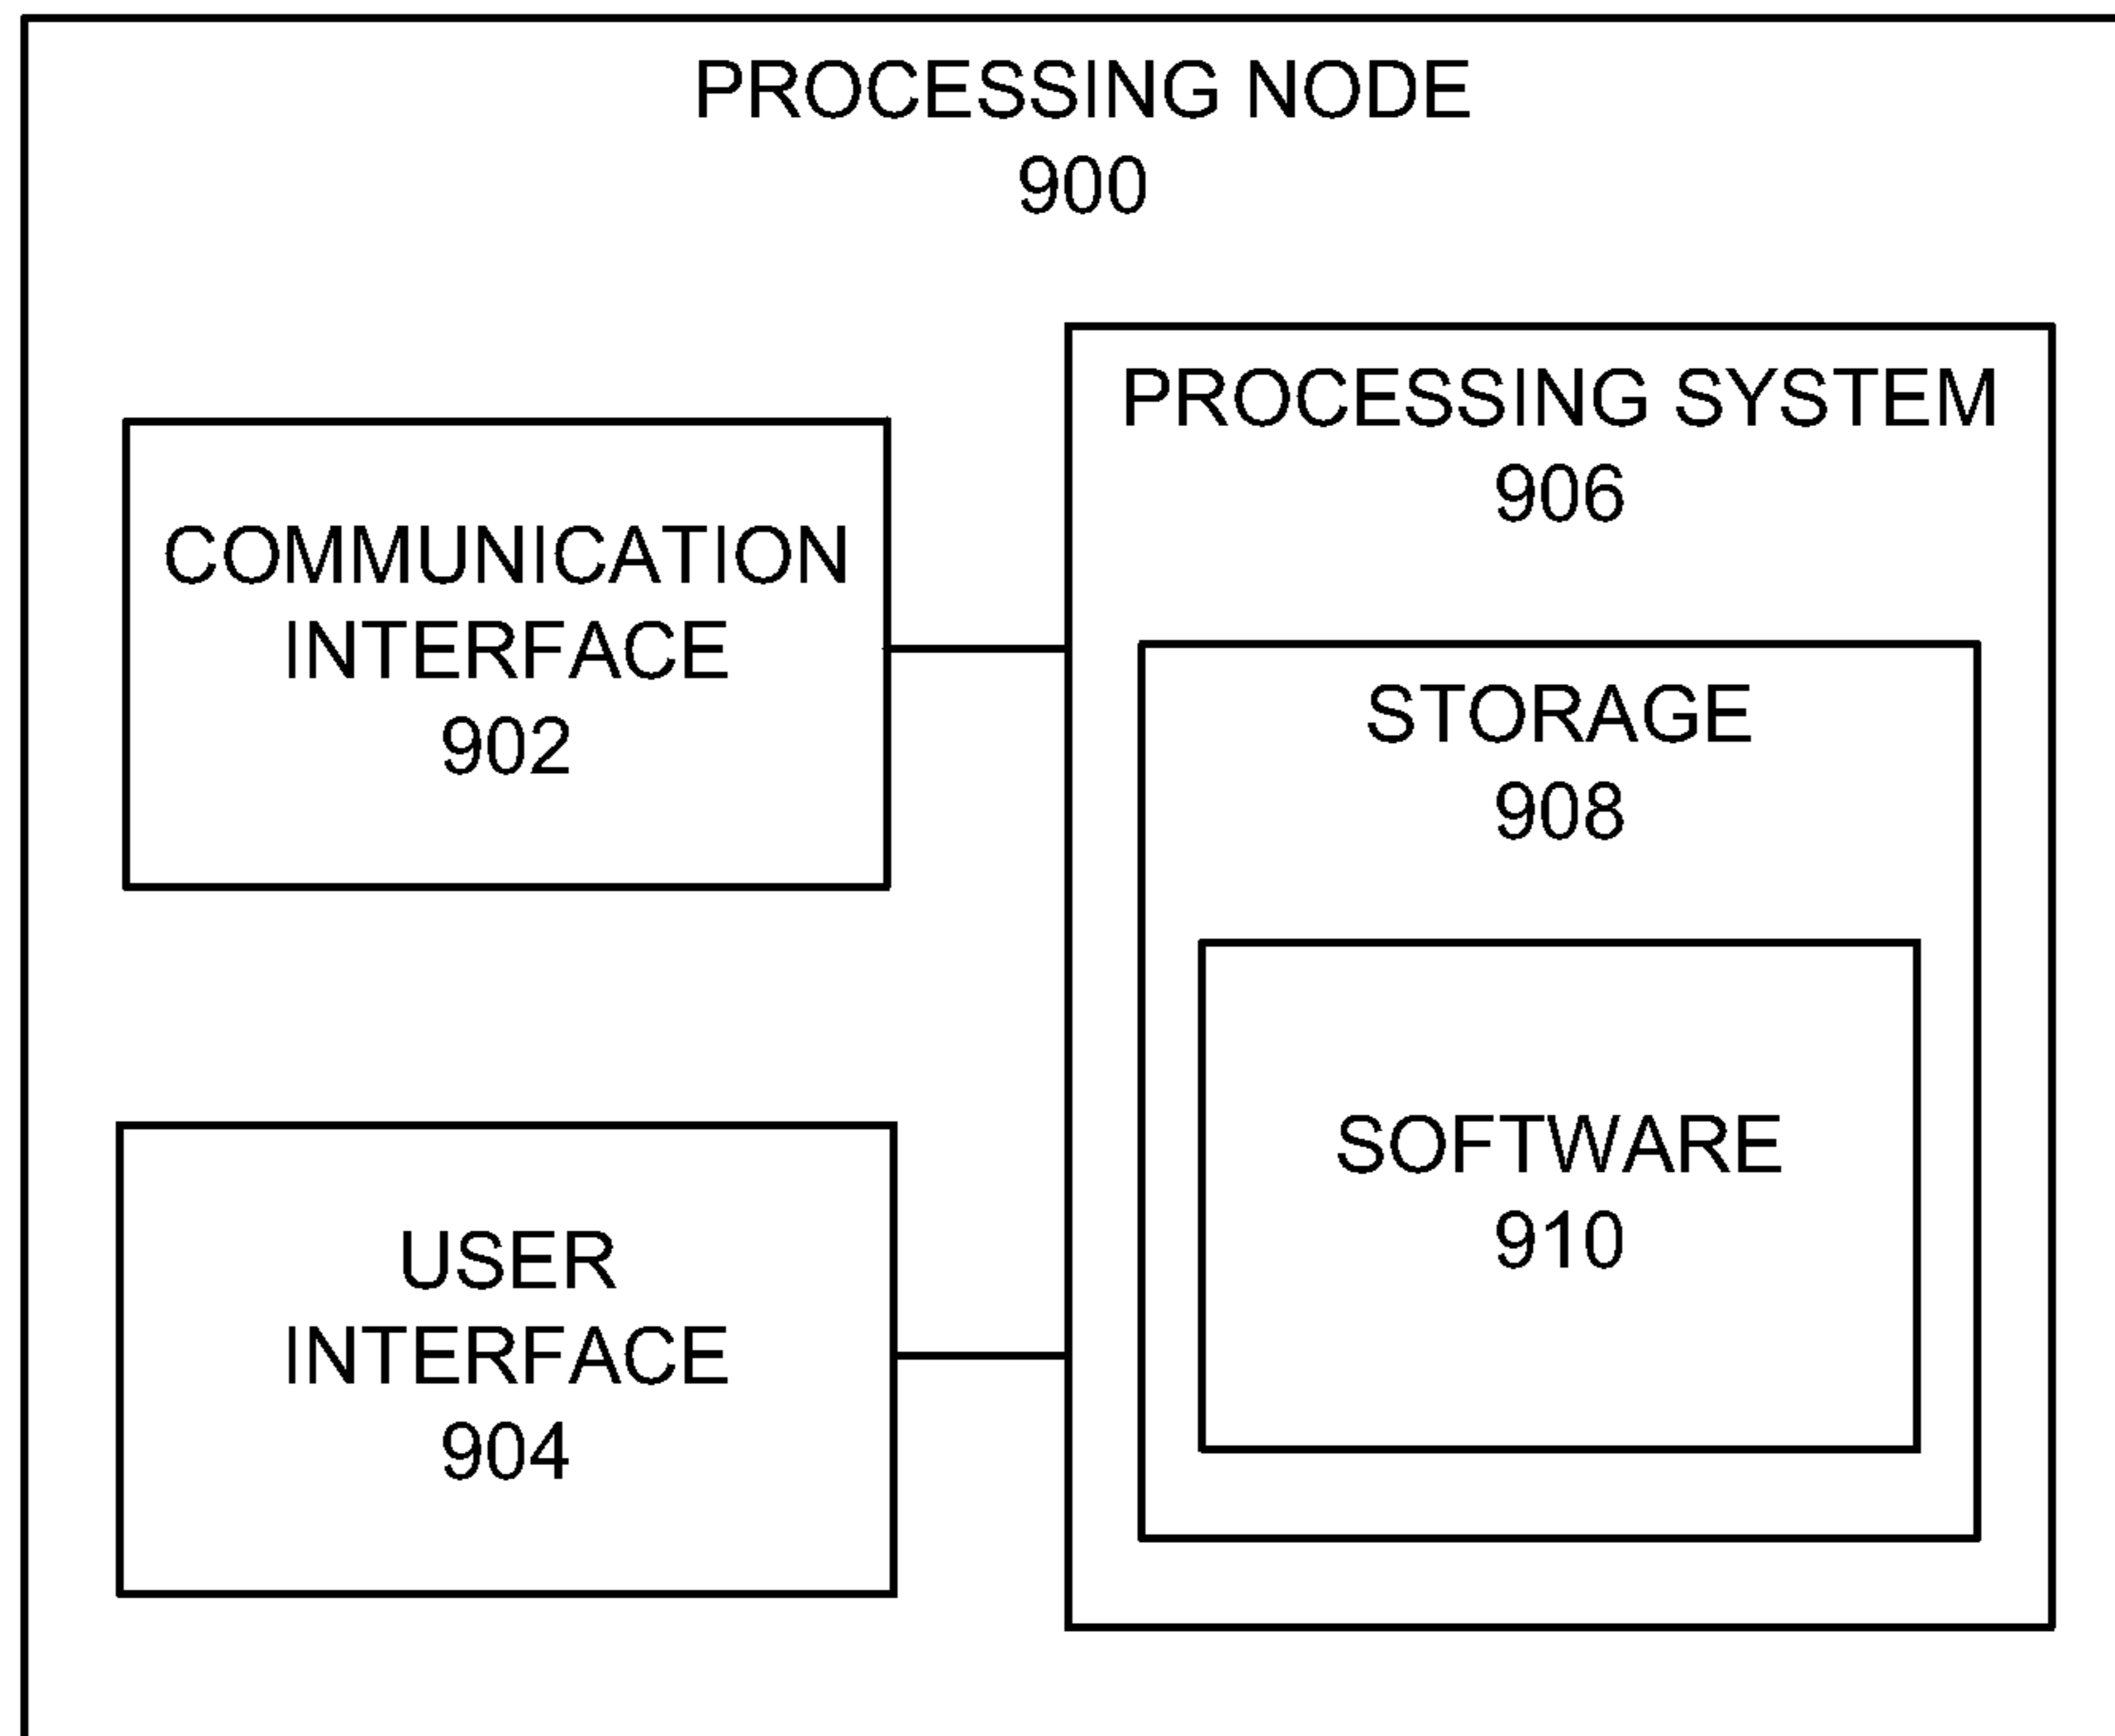 PROCESSING NODE
900
COMMUNICATION
INTERFACE
902
USER
INTERFACE
904
PROCESSING SYSTEM
906
STORAGE
908
SOFTWARE
910